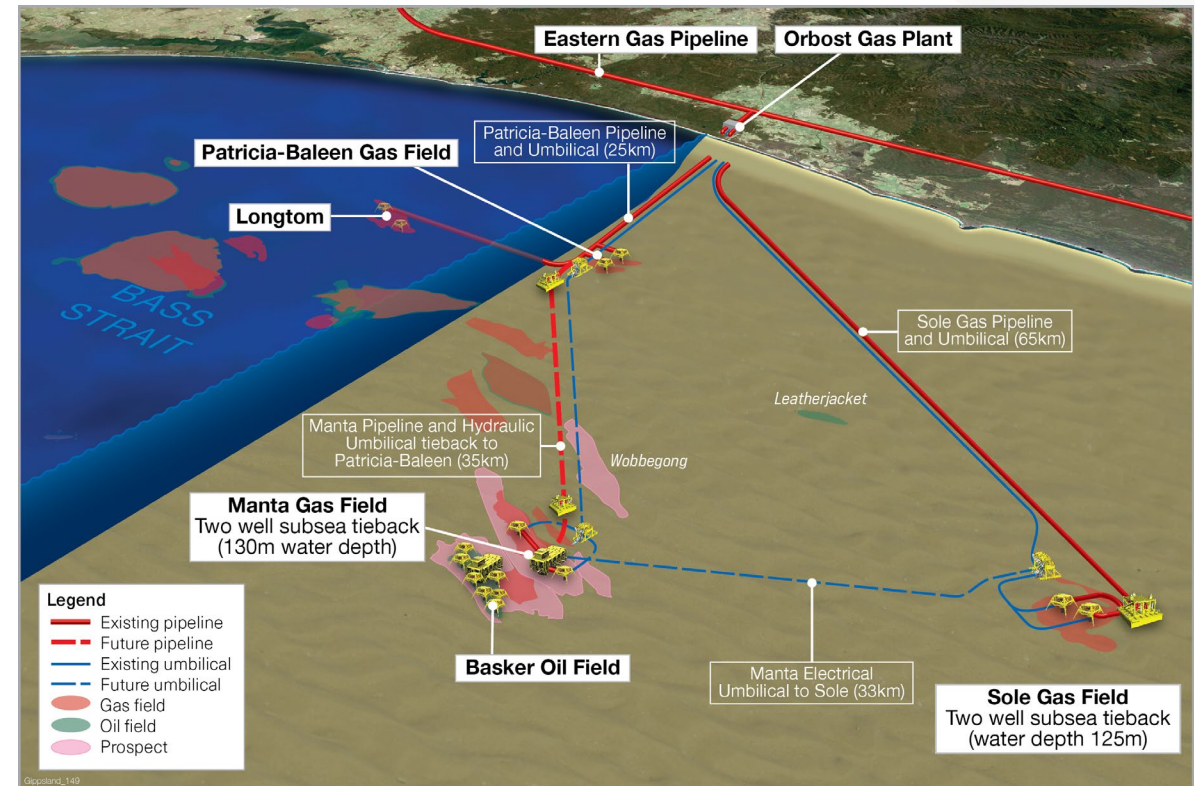 Eastern Gas Pipeline
Orbost Gas Plant
Patricia-Baleen Pipeline
and Umbilical (25km)
Patricia-Baleen Gas Field
Longtom
BASS
STRAIT
Sole Gas Pipeline
and Umbilical (65km)
Leatherjacket
Manta Pipeline and Hydraulic
Umbilical tieback to
Patricia-Baleen (35km)
Wobbegong
Manta Gas Field
Two well subsea tieback
(130m water depth)
Legend
Existing pipeline
Future pipeline
Existing umbilical
Future umbilical
Gas field
Oil field
Prospect
Basker Oil Field
Manta Electrical
Umbilical to Sole (33km)
Sole Gas Field
Two well subsea tieback
(water depth 125m)
Gippsland_149